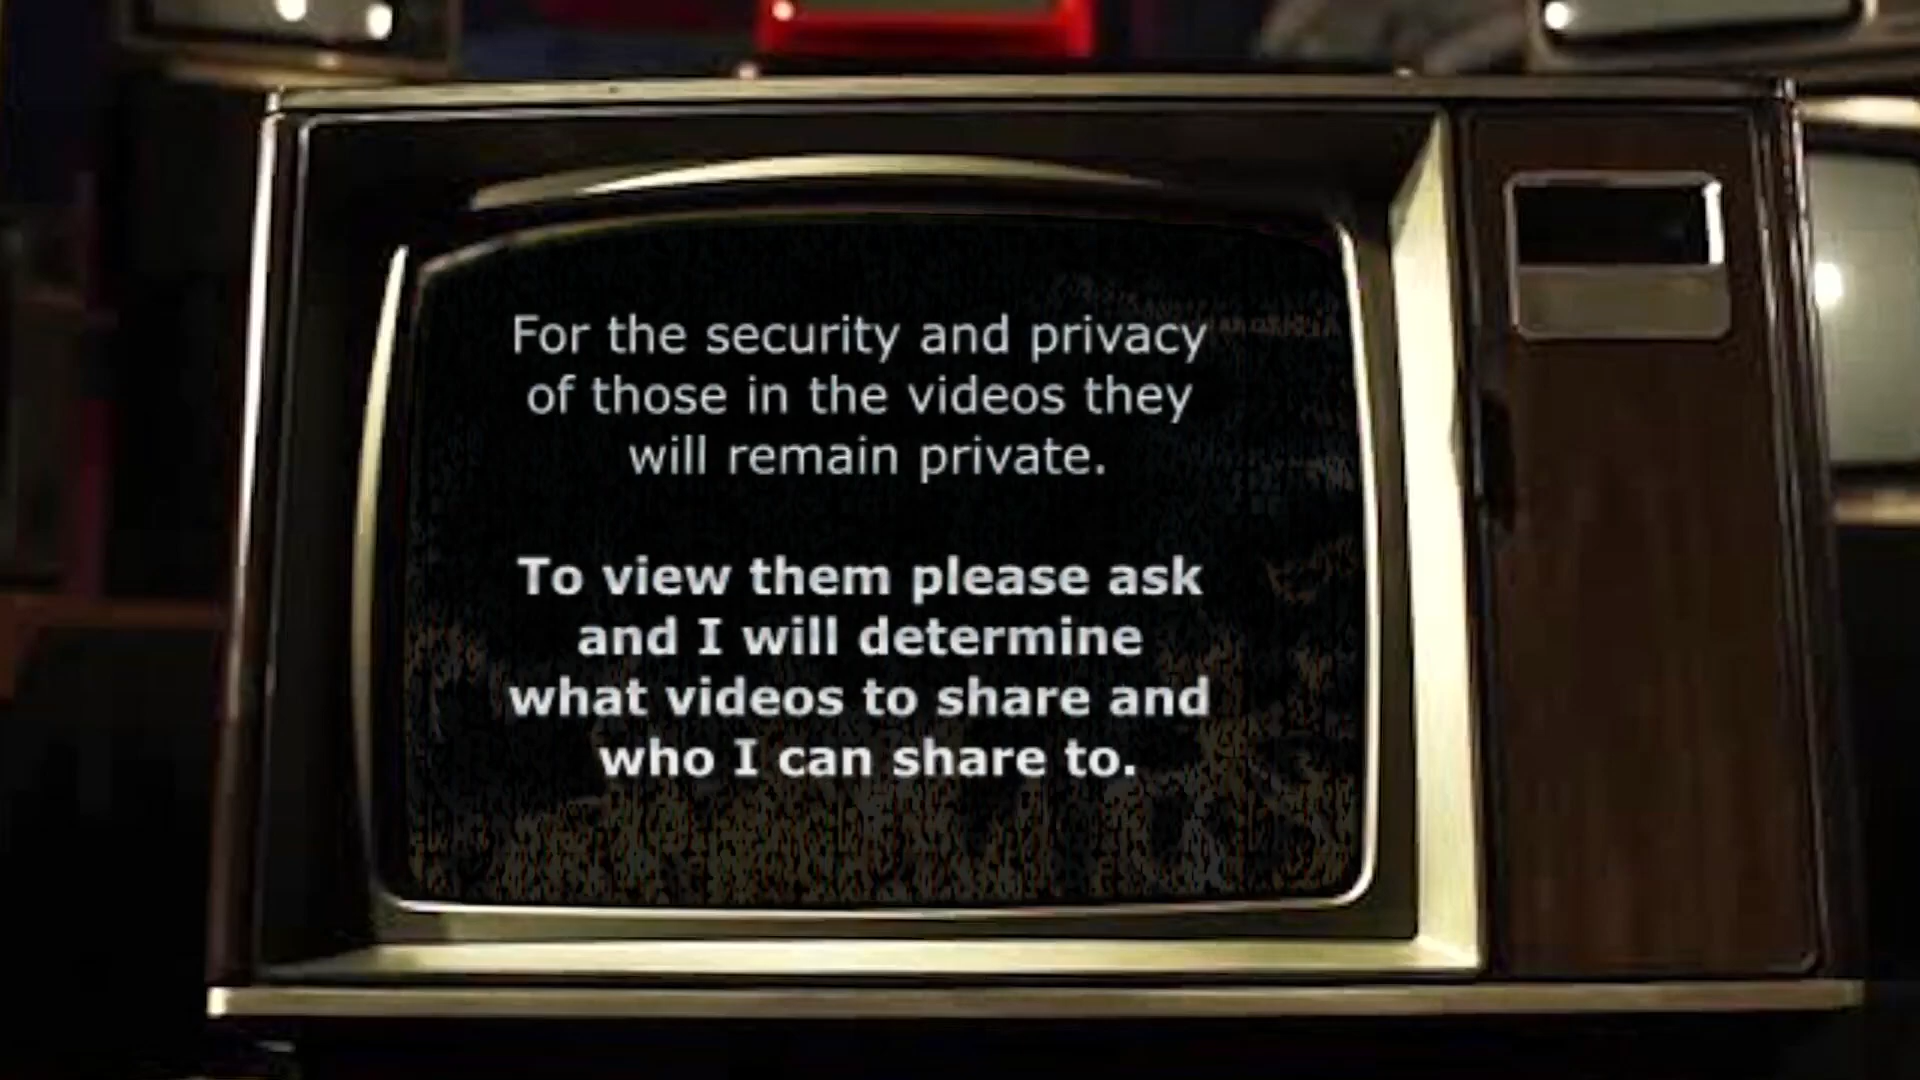 For the security and privacy
of those in the videos they
will remain private.
To view them please ask
and I will determine
what videos to share and
who I can share to.